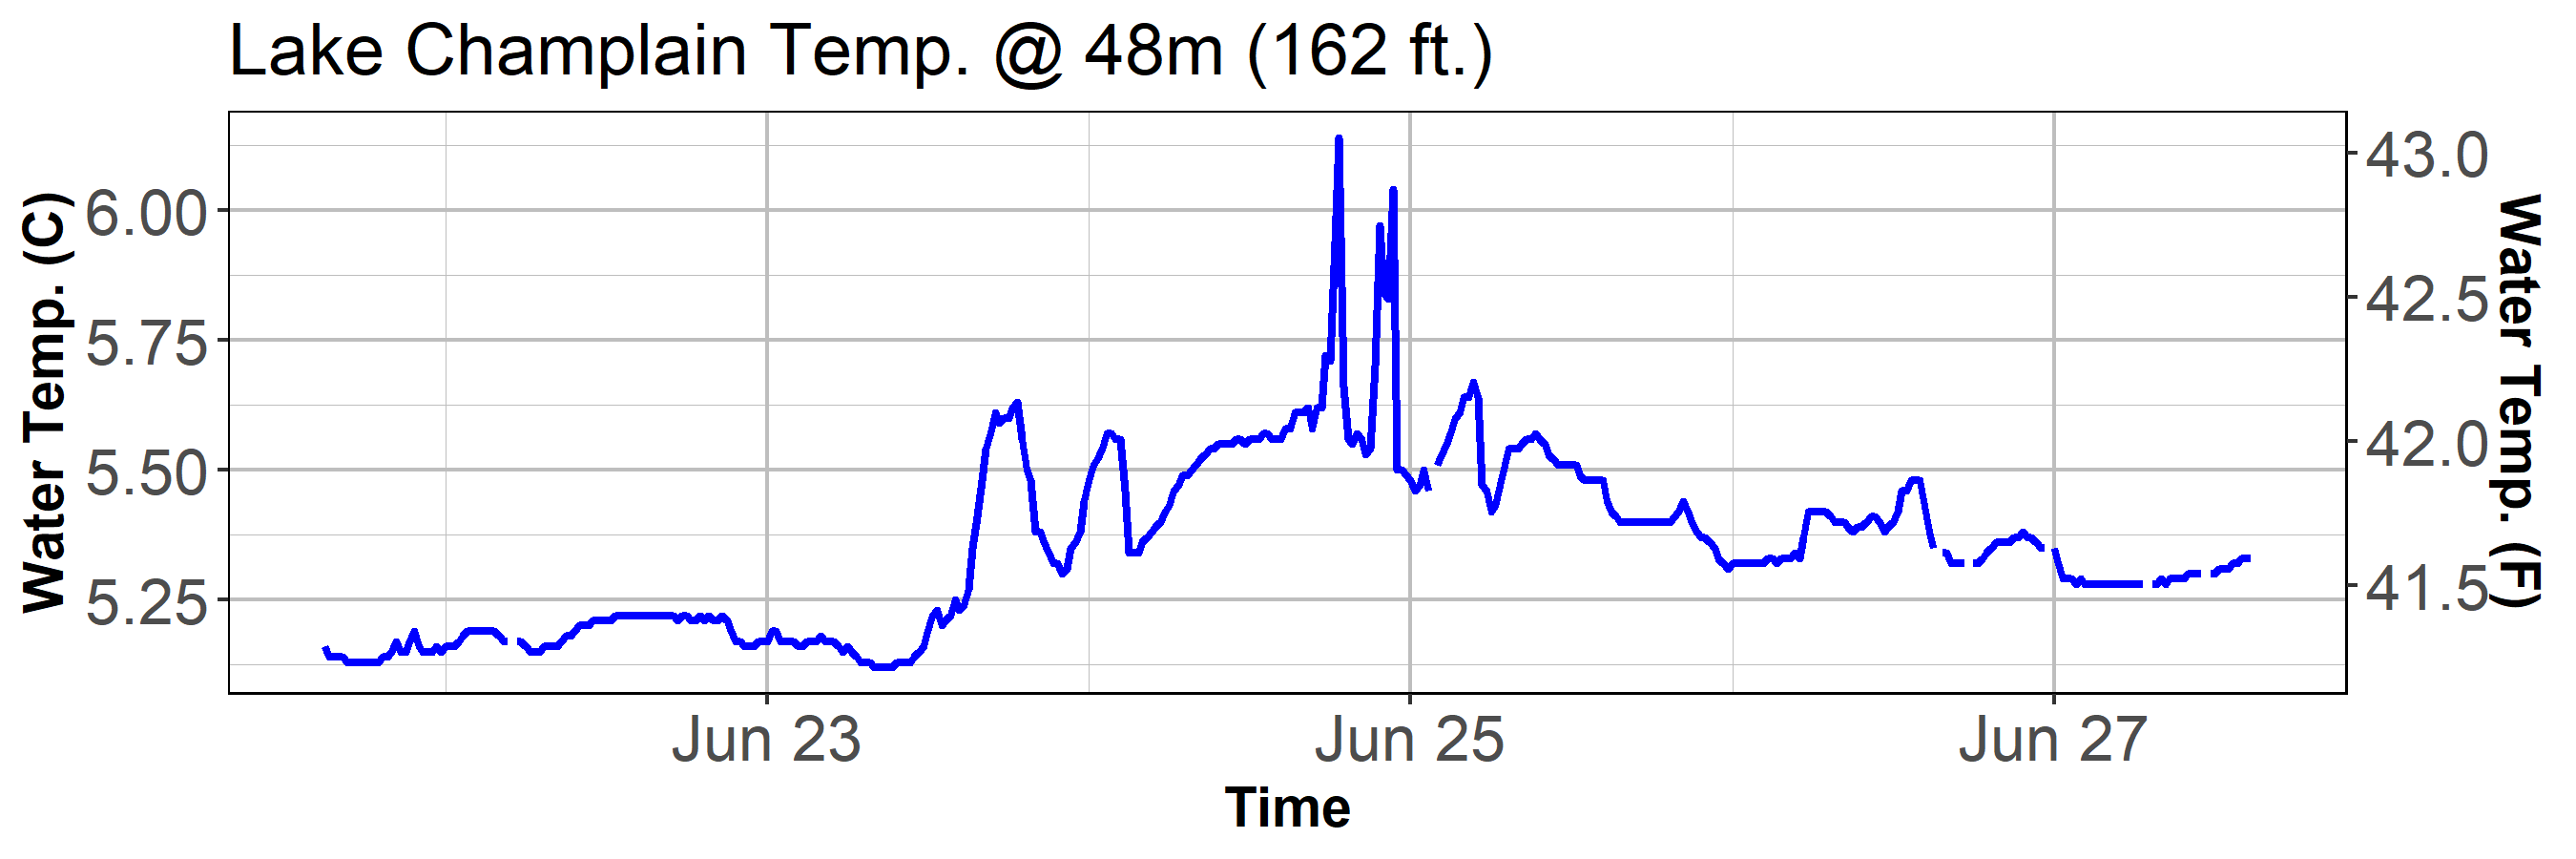 Lake Champlain Temp. @ 48m (162 ft.)
Water Temp. (C)
6.00
5.75
5.50
5.25
43.0
42.5
42.0
41.5
Water Temp. (F)
Jun 23 Jun 25 Jun 27
Time